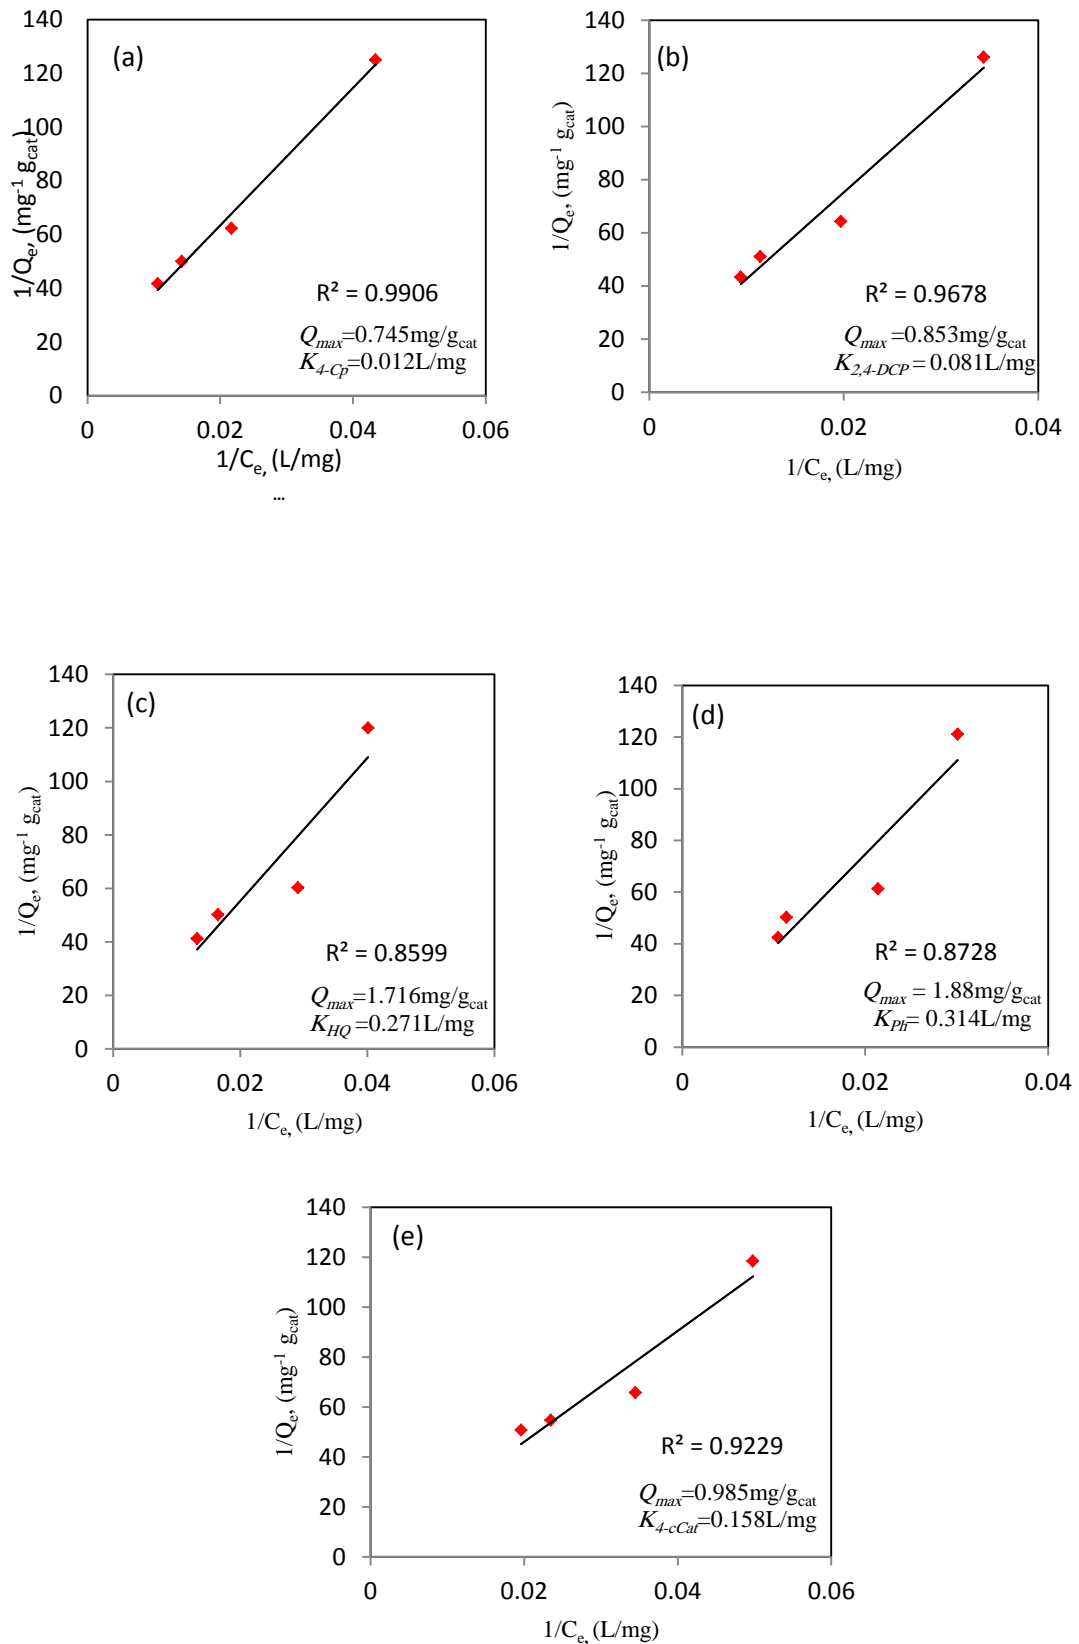 (a)
140
120
100
80
60
40
20
0
1/Qe, (mg-1 gcat)
R² = 0.9906
Qmax=0.745mg/gcat
K4-Cp=0.012L/mg
0 0.02 0.04 0.06
1/Ce, (L/mg)
...
(b)
140
120
100
80
60
40
20
0
1/Qe, (mg-1 gcat)
R² = 0.9678
Qmax=0.853mg/gcat
K2,4-DCP = 0.081L/mg
0 0.02 0.04
1/Ce, (L/mg)
(c)
140
120
100
80
60
40
20
0
1/Qe, (mg-1 gcat)
R² = 0.8599
Qmax=1.716mg/gcat
KHQ =0.271L/mg
0 0.02 0.04 0.06
1/Ce, (L/mg)
(d)
140
120
100
80
60
40
20
0
1/Qe, (mg-1 gcat)
R² = 0.8728
Qmax = 1.88mg/gcat
KPh= 0.314L/mg
0 0.02 0.04
1/Ce, (L/mg)
(e)
140
120
100
80
60
40
20
0
1/Qe, (mg-1 gcat)
R² = 0.9229
Qmax=0.985mg/gcat
K4-cCat=0.158L/mg
0 0.02 0.04 0.06
1/Ce, (L/mg)